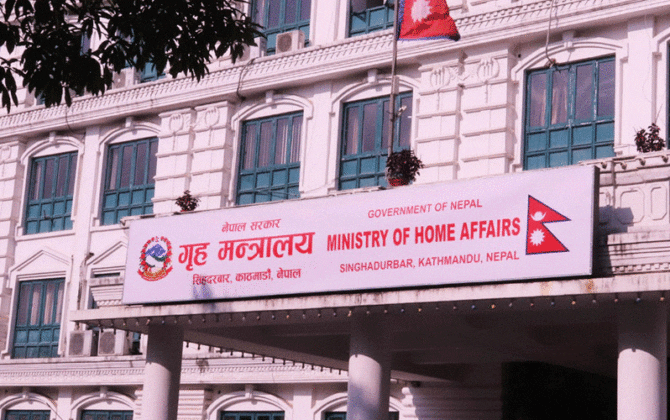 नेपाल सरकार
गृह मन्त्रालय
सिंहदरबार, काठमाडौं, नेपाल
GOVERNMENT OF NEPAL
MINISTRY OF HOME AFFAIRS
SINGHADURBAR, KATHMANDU, NEPAL